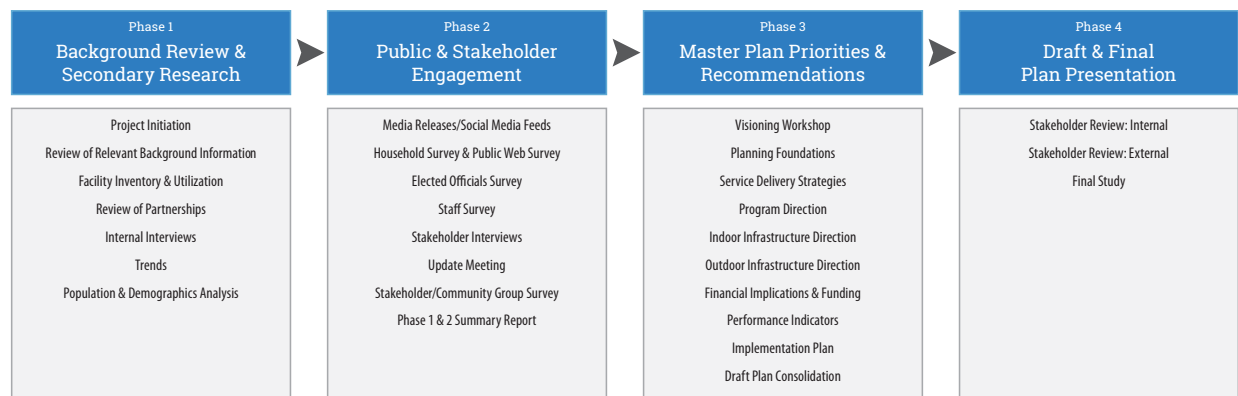 Phase 1
Background Review &
Secondary Research
Project Initiation
Review of Relevant Background Information
Facility Inventory & Utilization
Review of Partnerships
Internal Interviews
Trends
Population & Demographics Analysis
Phase 2
Public & Stakeholder
Engagement
Media Releases/Social Media Feeds
Household Survey & Public Web Survey
Elected Officials Survey
Staff Survey
Stakeholder Interviews
Update Meeting
Stakeholder/Community Group Survey
Phase 1 & 2 Summary Report
Phase 3
Master Plan Priorities &
Recommendations
Visioning Workshop
Planning Foundations
Service Delivery Strategies
Program Direction
Indoor Infrastructure Direction
Outdoor Infrastructure Direction
Financial Implications & Funding
Performance Indicators
Implementation Plan
Draft Plan Consolidation
Phase 4
Draft & Final
Plan Presentation
Stakeholder Review: Internal
Stakeholder Review: External
Final Study